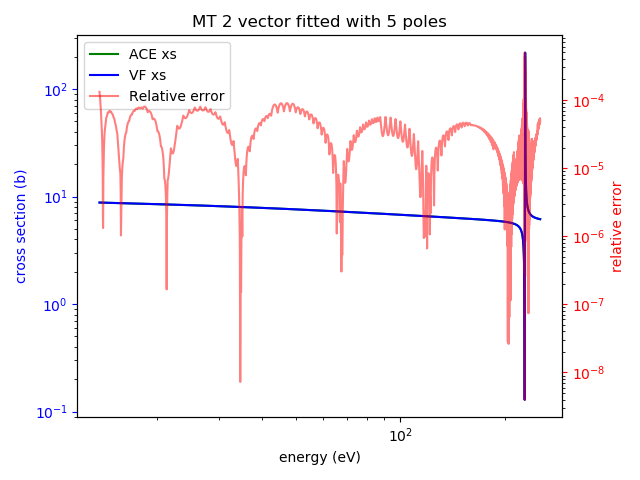 MT 2 vector fitted with 5 poles
ACE xs
VF xs
Relative error
cross section (b)
10²
10¹
10⁰
10⁻¹
10⁻⁴
10⁻⁵
10⁻⁶
10⁻⁷
10⁻⁸
relative error
10²
energy (eV)